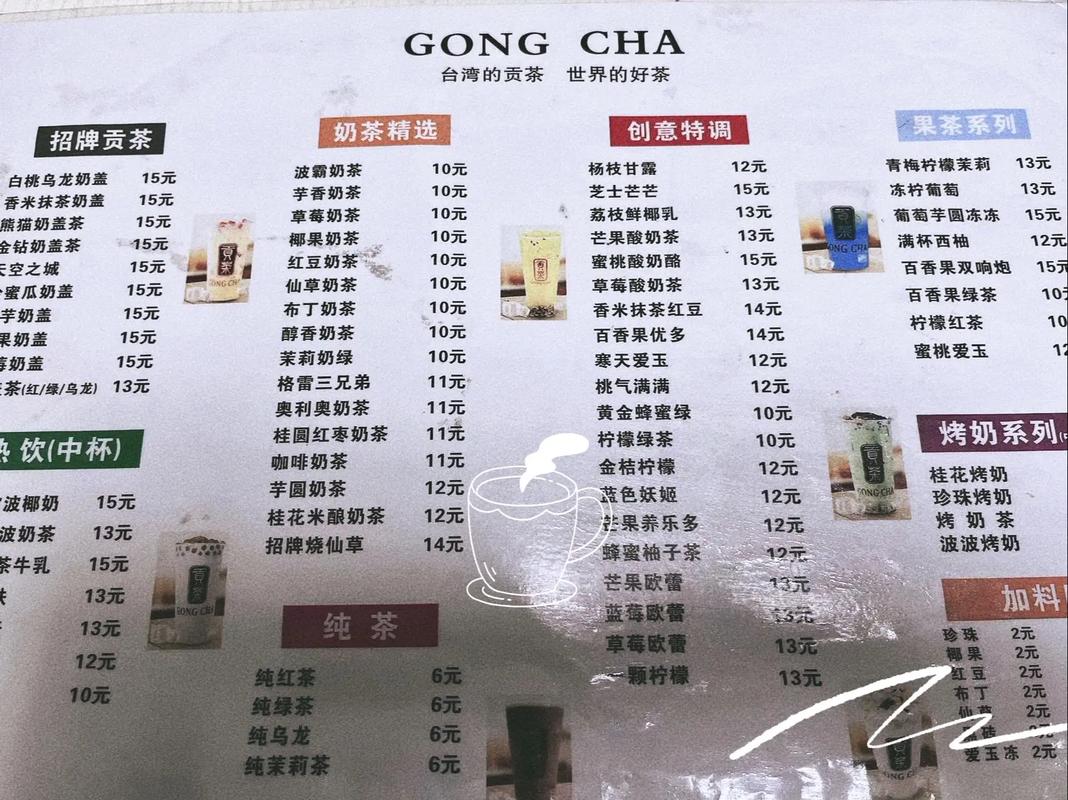 GONG CHA
台湾的贡茶 世界的好茶
招牌贡茶
白桃乌龙奶盖 15元
香米抹茶奶盖 15元
熊猫奶盖茶 15元
金钻奶盖茶 15元
天空之城 15元
蜜瓜奶盖 15元
芋奶盖 15元
果奶盖 15元
莓奶盖 15元
茶(红/绿/乌龙) 13元
热饮(中杯)
波椰奶 15元
波奶茶 13元
茶牛乳 15元
13元
13元
12元
10元
奶茶精选
波霸奶茶 10元
芋香奶茶 10元
草莓奶茶 10元
椰果奶茶 10元
红豆奶茶 10元
仙草奶茶 10元
布丁奶茶 10元
醇香奶茶 10元
茉莉奶绿 10元
格雷三兄弟 11元
奥利奥奶茶 11元
桂圆红枣奶茶 11元
咖啡奶茶 11元
芋圆奶茶 12元
桂花米酿奶茶 12元
招牌烧仙草 14元
纯茶
纯红茶 6元
纯绿茶 6元
纯乌龙 6元
纯茉莉茶 6元
创意特调
杨枝甘露 12元
芝士芒芒 15元
荔枝鲜椰乳 13元
芒果酸奶茶 13元
蜜桃酸奶酪 15元
草莓酸奶茶 13元
香米抹茶红豆 14元
百香果优多 14元
寒天爱玉 12元
桃气满满 12元
黄金蜂蜜绿 10元
柠檬绿茶 10元
金桔柠檬 12元
蓝色妖姬 12元
芒果养乐多 12元
蜂蜜柚子茶 12元
芒果欧蕾 13元
蓝莓欧蕾 13元
草莓欧蕾 13元
一颗柠檬 13元
果茶系列
青梅柠檬茉莉 13元
冻柠葡萄 13元
葡萄芋圆冻冻 15元
满杯西柚 12元
百香果双响炮 15元
百香果绿茶 10
柠檬红茶 10
蜜桃爱玉 12
烤奶系列
桂花烤奶
珍珠烤奶
烤奶茶
波波烤奶
加料
珍珠 2元
椰果 2元
红豆 2元
布丁 2元
仙草 2元
2元
爱玉冻 2元
貢茶
GONG CHA
貢茶
貢茶
GONG CHA
貢茶
GONG CHA
貢茶
GONG CHA
GONG CHA